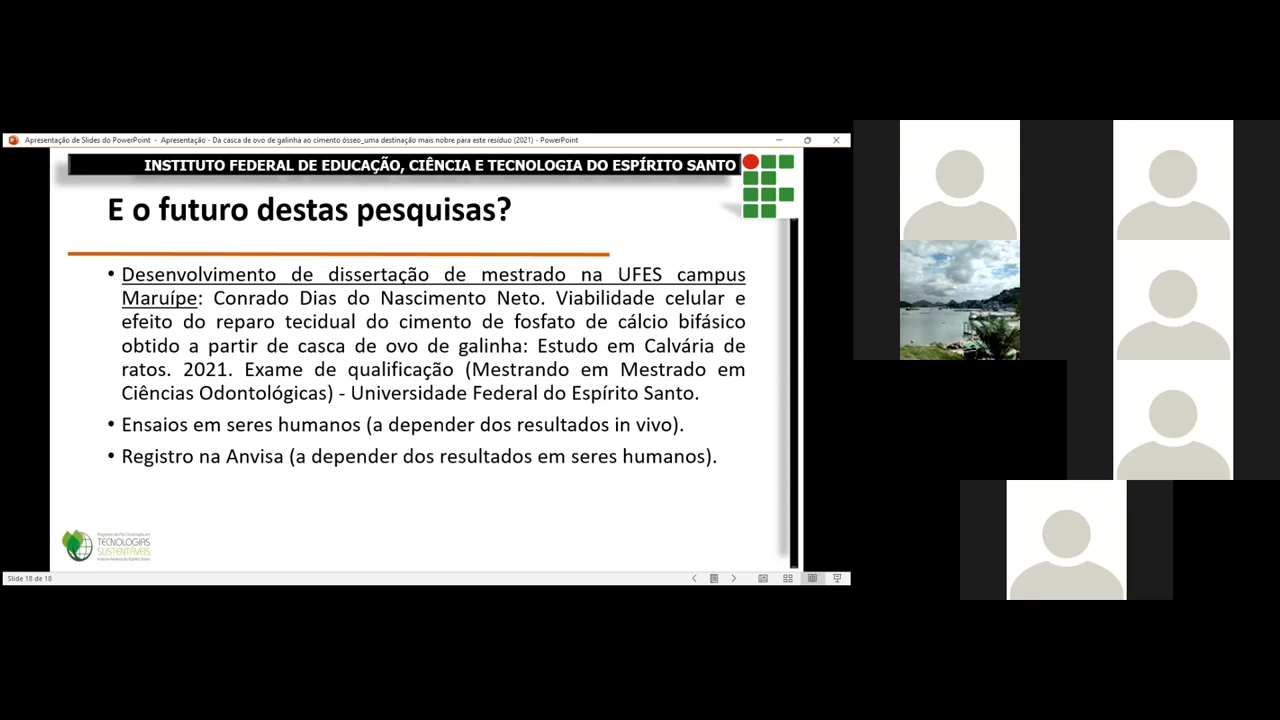 Apresentação de Slides do PowerPoint - Apresentação - Da casca de ovo de galinha ao cimento ósseo_uma destinação mais nobre para este resíduo (2021) - PowerPoint
INSTITUTO FEDERAL DE EDUCAÇÃO, CIÊNCIA E TECNOLOGIA DO ESPÍRITO SANTO
E o futuro destas pesquisas?
• Desenvolvimento de dissertação de mestrado na UFES campus
Maruípe: Conrado Dias do Nascimento Neto. Viabilidade celular e
efeito do reparo tecidual do cimento de fosfato de cálcio bifásico
obtido a partir de casca de ovo de galinha: Estudo em Calvária de
ratos. 2021. Exame de qualificação (Mestrando em Mestrado em
Ciências Odontológicas) - Universidade Federal do Espírito Santo.
• Ensaios em seres humanos (a depender dos resultados in vivo).
• Registro na Anvisa (a depender dos resultados em seres humanos).
TECNOLOGIAS
SUSTENTÁVEIS
Slide 18 de 18